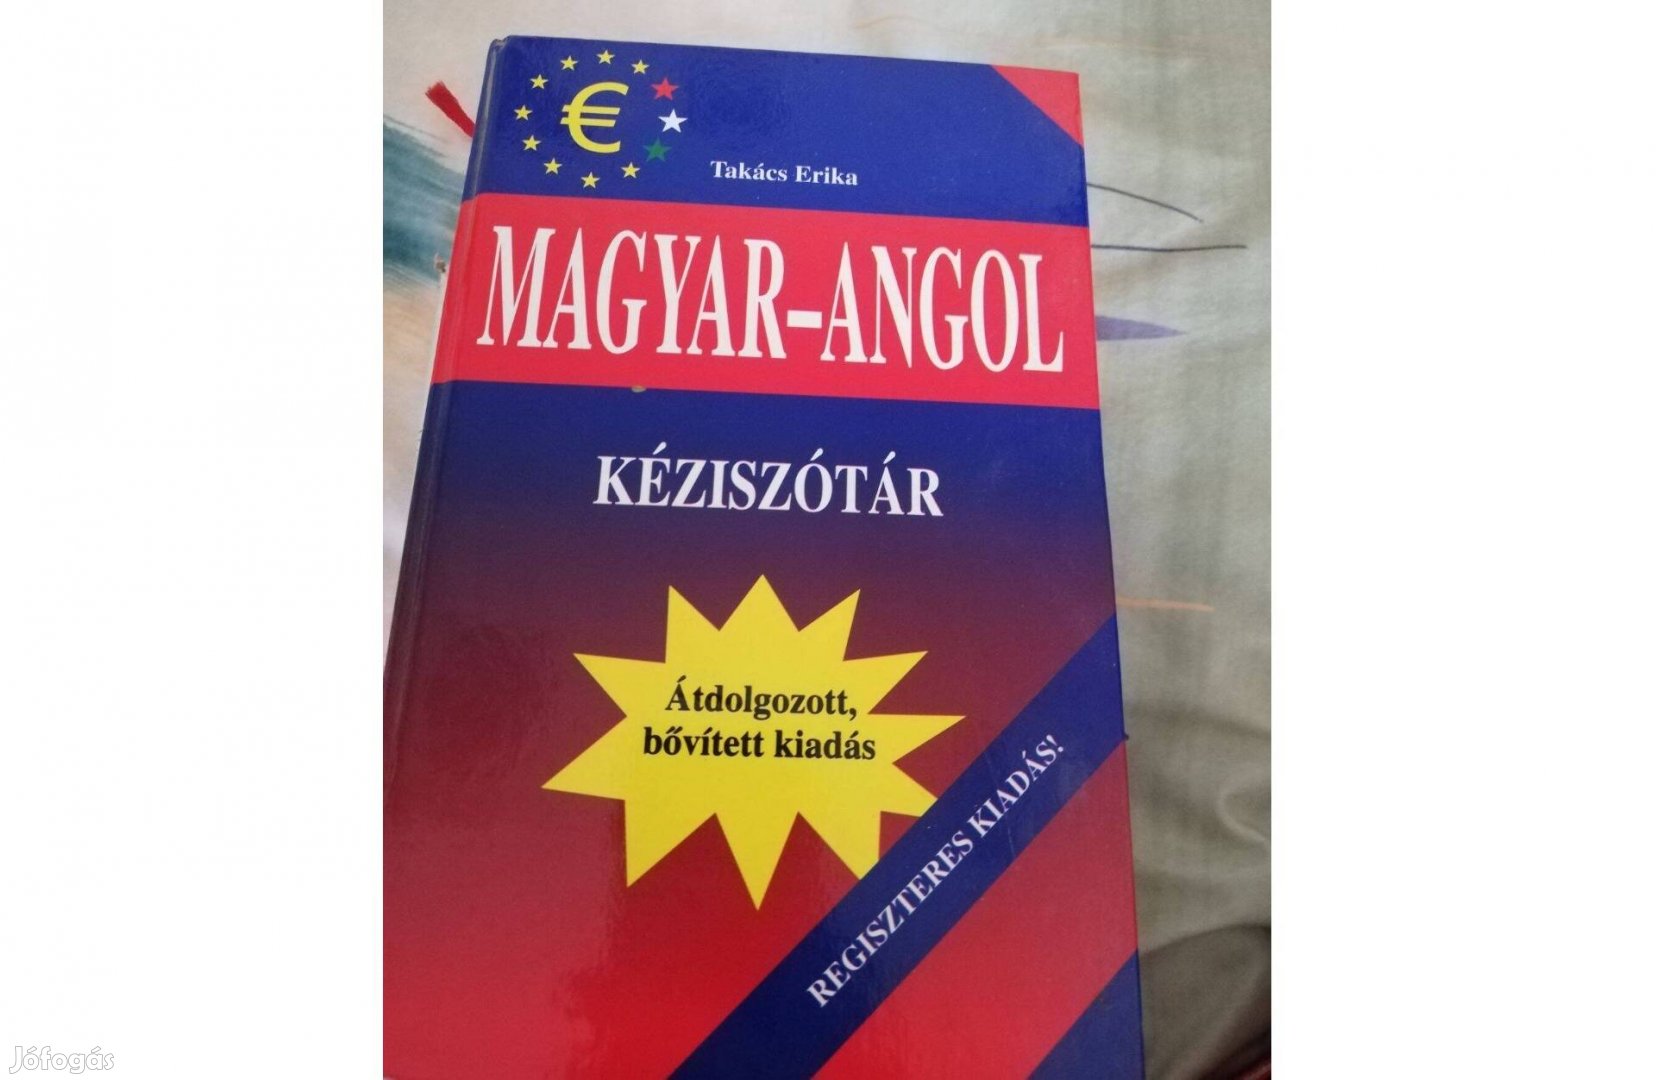 €
Takács Erika
MAGYAR-ANGOL
KÉZISZÓTÁR
Átdolgozott,
bővített kiadás
REGISZTERES KIADÁS!
Jófogás